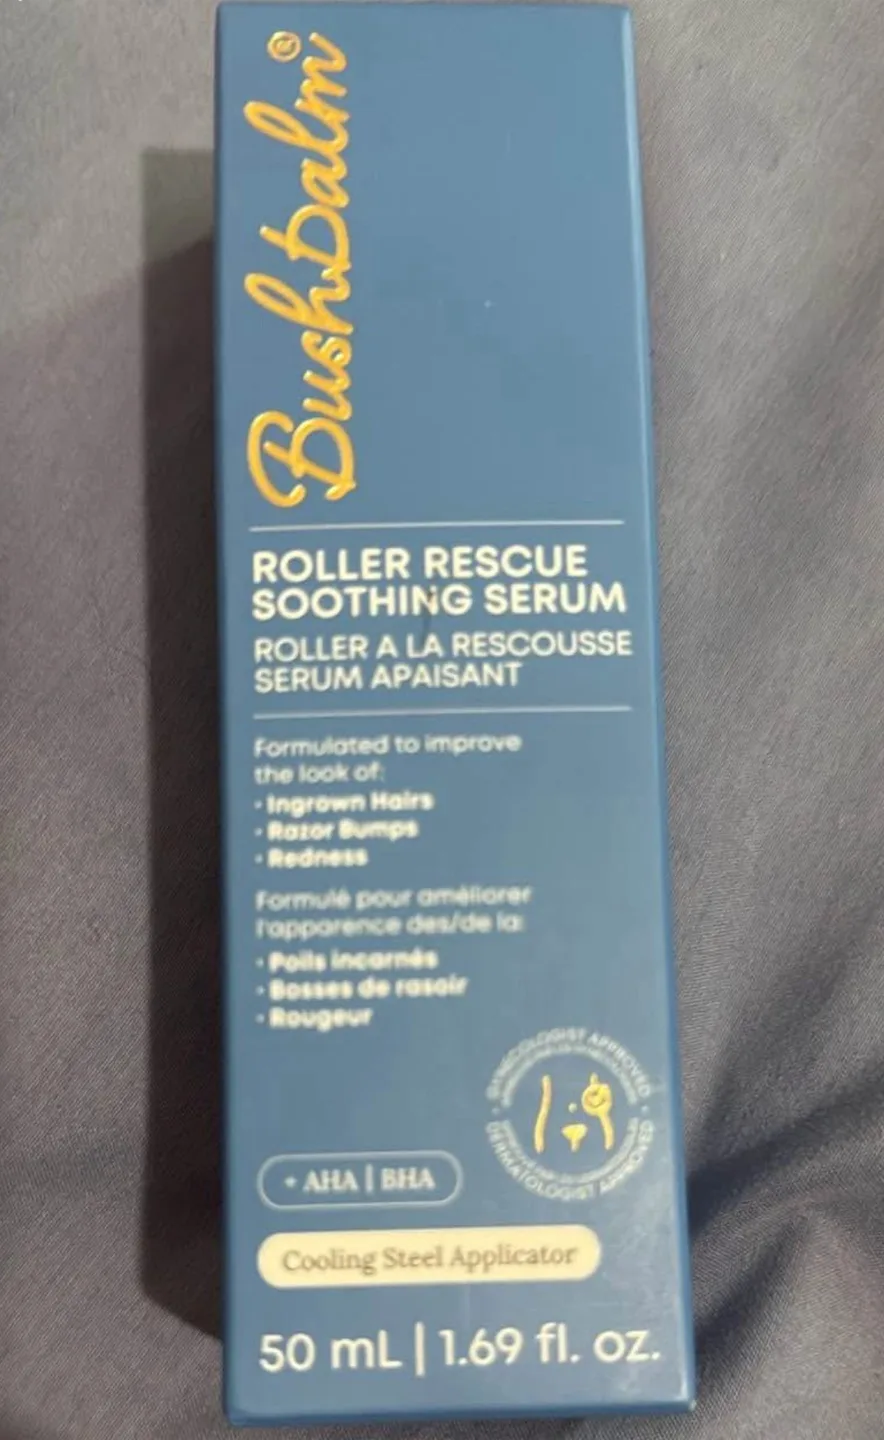 Bushbalm®
ROLLER RESCUE
SOOTHING SERUM
ROLLER A LA RESCOUSSE
SERUM APAISANT
Formulated to improve
the look of:
· Ingrown Hairs
· Razor Bumps
· Redness
Formulé pour améliorer
l'apparence des/de la:
· Poils incarnés
· Bosses de rasoir
· Rougeur
GYNECOLOGIST APPROVED
DERMATOLOGIST APPROVED
+ AHA | BHA
Cooling Steel Applicator
50 mL | 1.69 fl. oz.